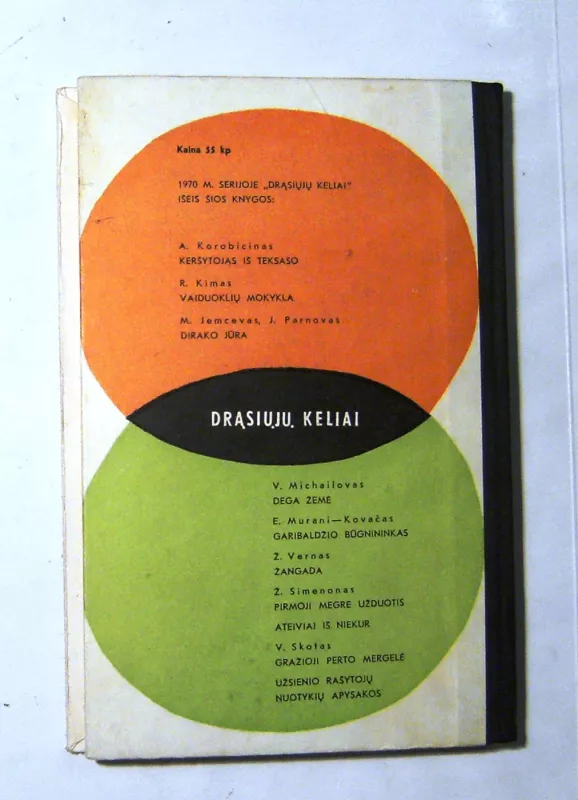 Kaina 55 kp
1970 M. SERIJOJE „DRĄSIŲJŲ KELIAI"
IŠEIS ŠIOS KNYGOS:
A. Korobicinas
KERŠYTOJAS IŠ TEKSASO
R. Kimas
VAIDUOKLIŲ MOKYKLA
M. Jemcevas, J. Parnovas
DIRAKO JŪRA
DRĄSIŲJŲ KELIAI
V. Michailovas
DEGA ŽEMĖ
E. Murani—Kovačas
GARIBALDŽIO BŪGNININKAS
Ž. Vernas
ŽANGADA
Ž. Simenonas
PIRMOJI MEGRE UŽDUOTIS
ATEIVIAI IŠ NIEKUR
V. Skotas
GRAŽIOJI PERTO MERGELĖ
UŽSIENIO RAŠYTOJŲ
NUOTYKIŲ APYSAKOS